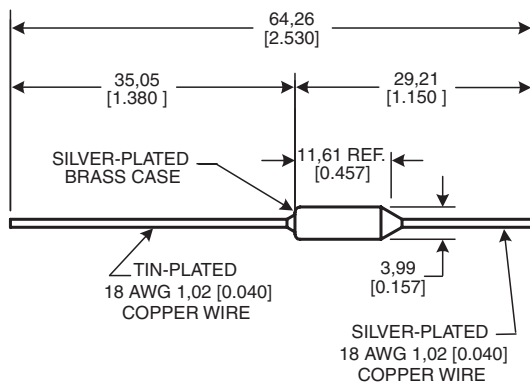 64,26
[2.530]
35,05
[1.380 ]
29,21
[1.150 ]
SILVER-PLATED
BRASS CASE
11,61 REF.
[0.457]
TIN-PLATED
18 AWG 1,02 [0.040]
COPPER WIRE
3,99
[0.157]
SILVER-PLATED
18 AWG 1,02 [0.040]
COPPER WIRE